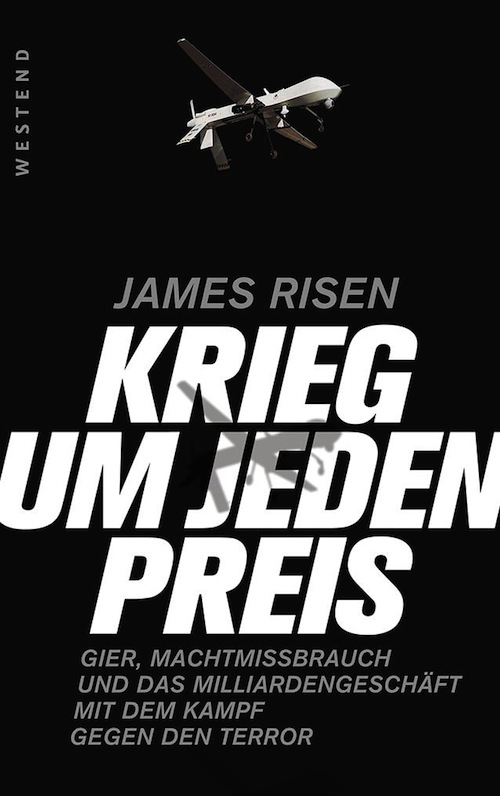 WESTEND
JAMES RISEN
KRIEG
UM JEDEN
PREIS
GIER, MACHTMISSBRAUCH
UND DAS MILLIARDENGESCHÄFT
MIT DEM KAMPF
GEGEN DEN TERROR